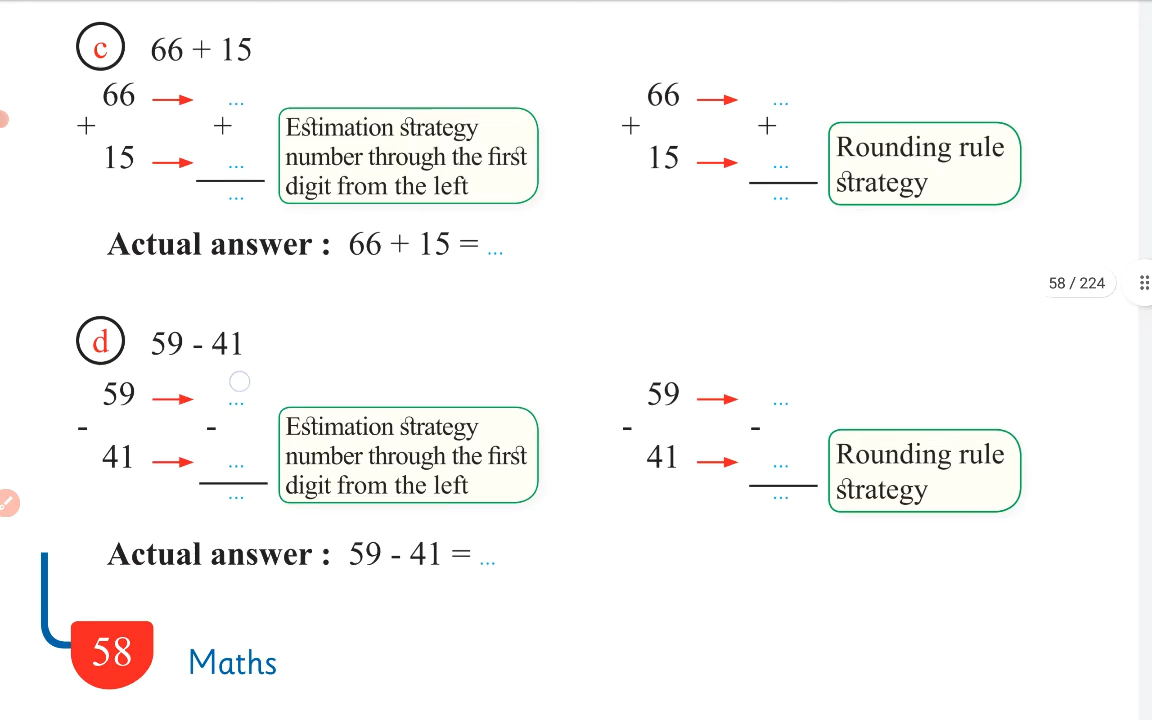 c 66 + 15
66 ...
+ +
15 ...
...
Estimation strategy
number through the first
digit from the left
66 ...
+ +
15 ...
...
Rounding rule
strategy
Actual answer : 66 + 15 = ...
58 / 224
d 59 - 41
59 ...
- -
41 ...
...
Estimation strategy
number through the first
digit from the left
59 ...
- -
41 ...
...
Rounding rule
strategy
Actual answer : 59 - 41 = ...
58 Maths